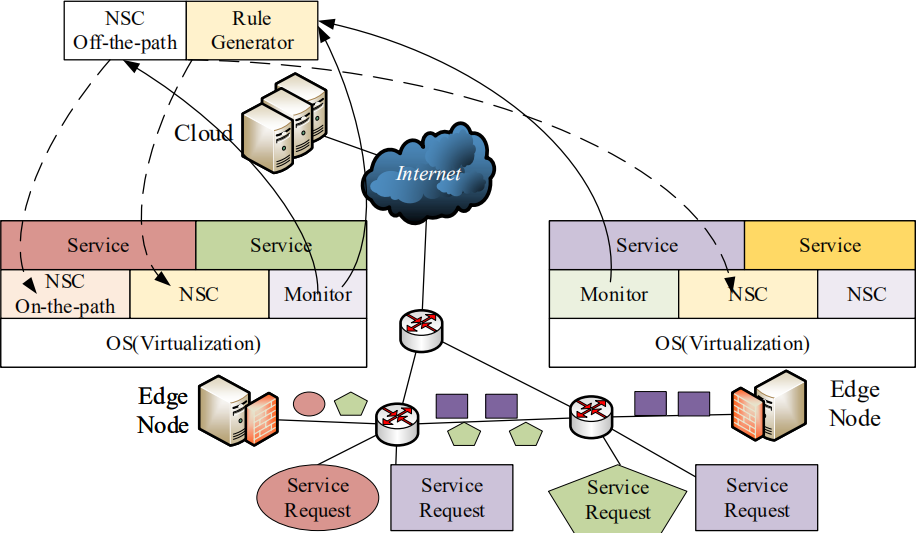 NSC
Off-the-path
Rule
Generator
Cloud
Internet
Service
Service
Service
Service
NSC
On-the-path
NSC
Monitor
Monitor
NSC
NSC
OS(Virtualization)
OS(Virtualization)
Edge
Node
Edge
Node
Service
Request
Service
Request
Service
Request
Service
Request